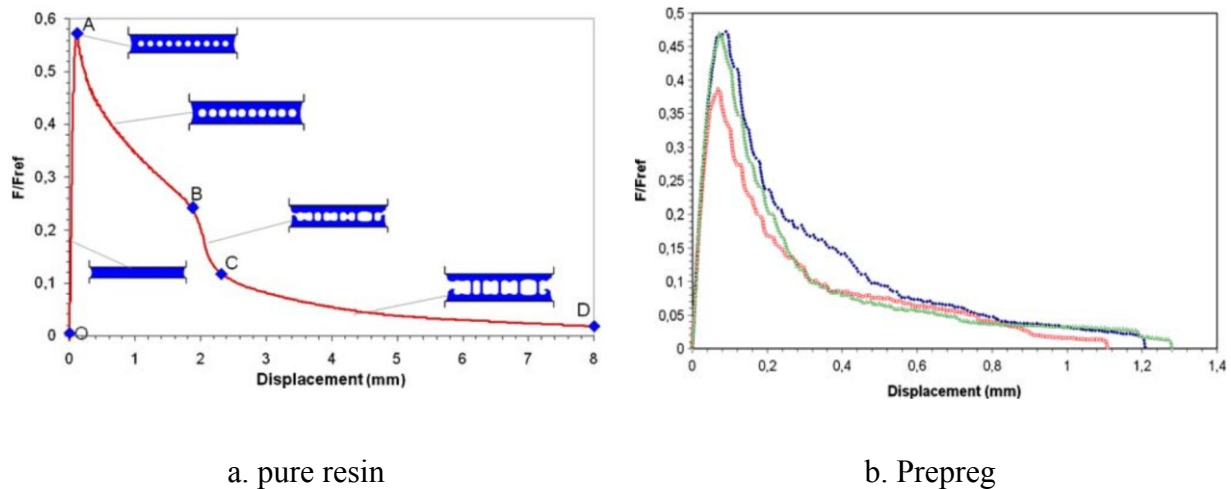 0,6
0,5
0,4
0,3
0,2
0,1
0
F/Fref
A
B
C
D
O
0 1 2 3 4 5 6 7 8
Displacement (mm)
0,5
0,45
0,4
0,35
0,3
0,25
0,2
0,15
0,1
0,05
0
F/Fref
0 0,2 0,4 0,6 0,8 1 1,2 1,4
Displacement (mm)
a. pure resin
b. Prepreg